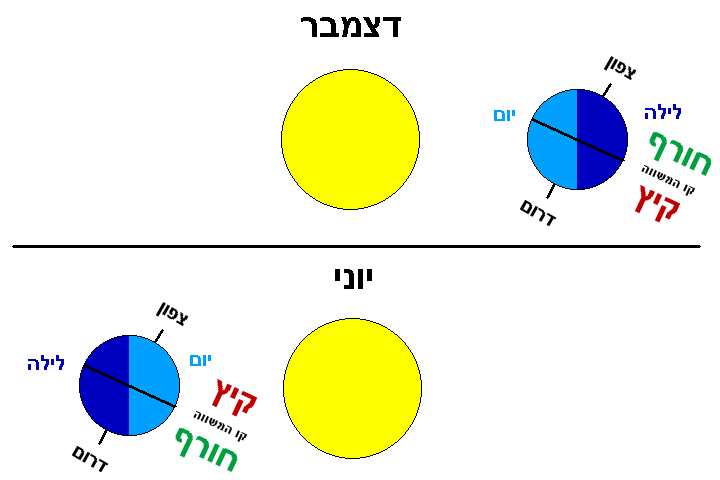 דצמבר
צפון
לילה
יום
חורף
קו המשווה
קיץ
דרום
יוני
צפון
יום
לילה
קיץ
קו המשווה
חורף
דרום